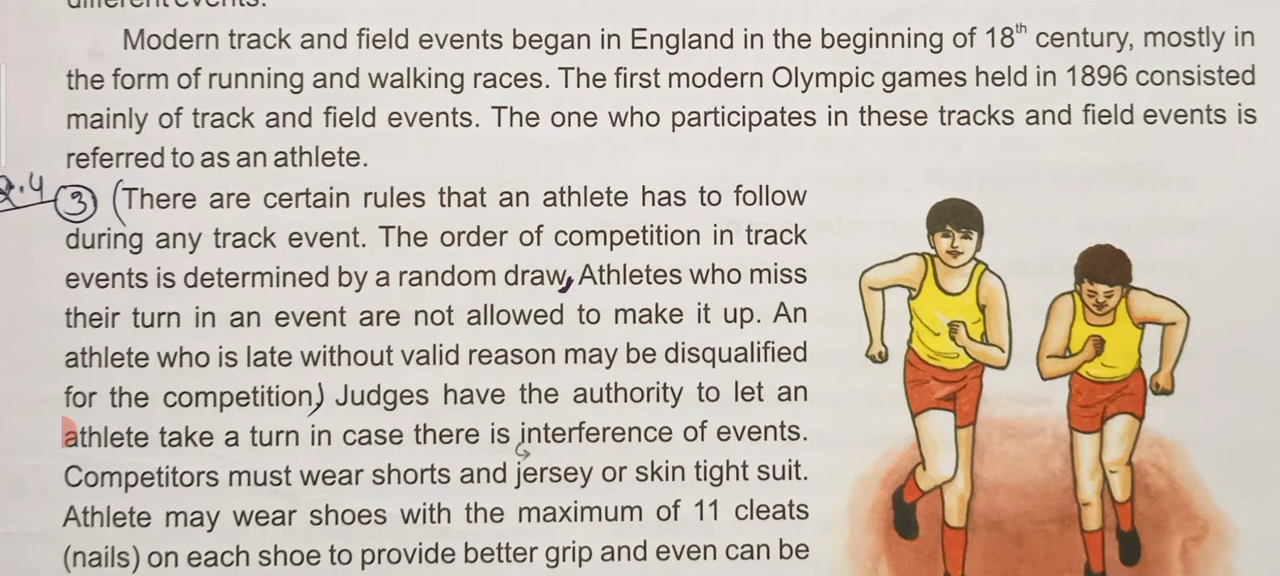 different events.
Modern track and field events began in England in the beginning of 18th century, mostly in
the form of running and walking races. The first modern Olympic games held in 1896 consisted
mainly of track and field events. The one who participates in these tracks and field events is
referred to as an athlete.
Q.4 3 (There are certain rules that an athlete has to follow
during any track event. The order of competition in track
events is determined by a random draw, Athletes who miss
their turn in an event are not allowed to make it up. An
athlete who is late without valid reason may be disqualified
for the competition) Judges have the authority to let an
athlete take a turn in case there is interference of events.
Competitors must wear shorts and jersey or skin tight suit.
Athlete may wear shoes with the maximum of 11 cleats
(nails) on each shoe to provide better grip and even can be